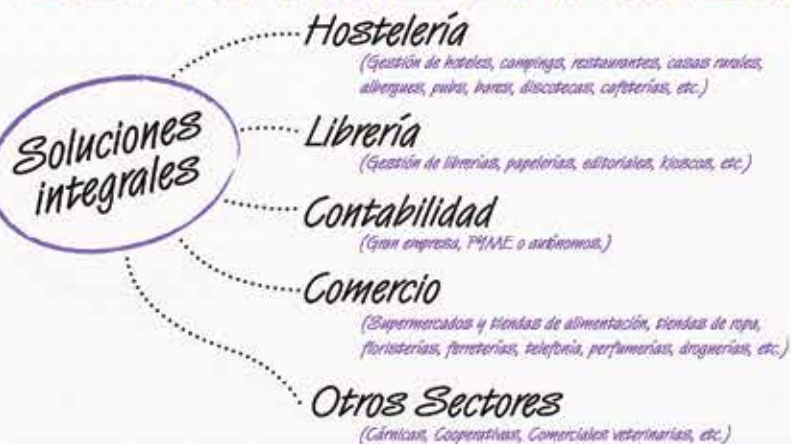 Soluciones
integrales
Hostelería
(Gestión de hoteles, campings, restaurantes, casas rurales,
albergues, pubs, bares, discotecas, cafeterías, etc.)
Librería
(Gestión de librerías, papelerías, editoriales, kioscos, etc.)
Contabilidad
(Gran empresa, PYME o autónomos.)
Comercio
(Supermercados y tiendas de alimentación, tiendas de ropa,
floristerías, ferreterías, telefonía, perfumerías, droguerías, etc.)
Otros Sectores
(Cárnicas, Cooperativas, Comerciales veterinarias, etc.)